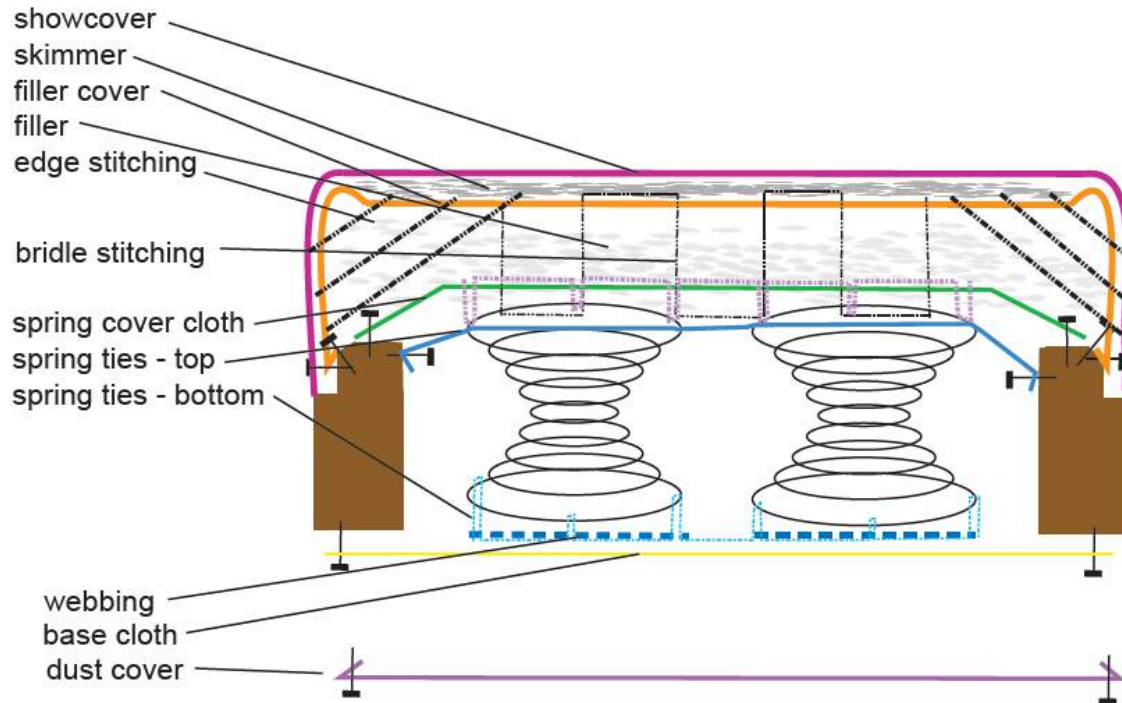 showcover
skimmer
filler cover
filler
edge stitching
bridle stitching
spring cover cloth
spring ties - top
spring ties - bottom
webbing
base cloth
dust cover